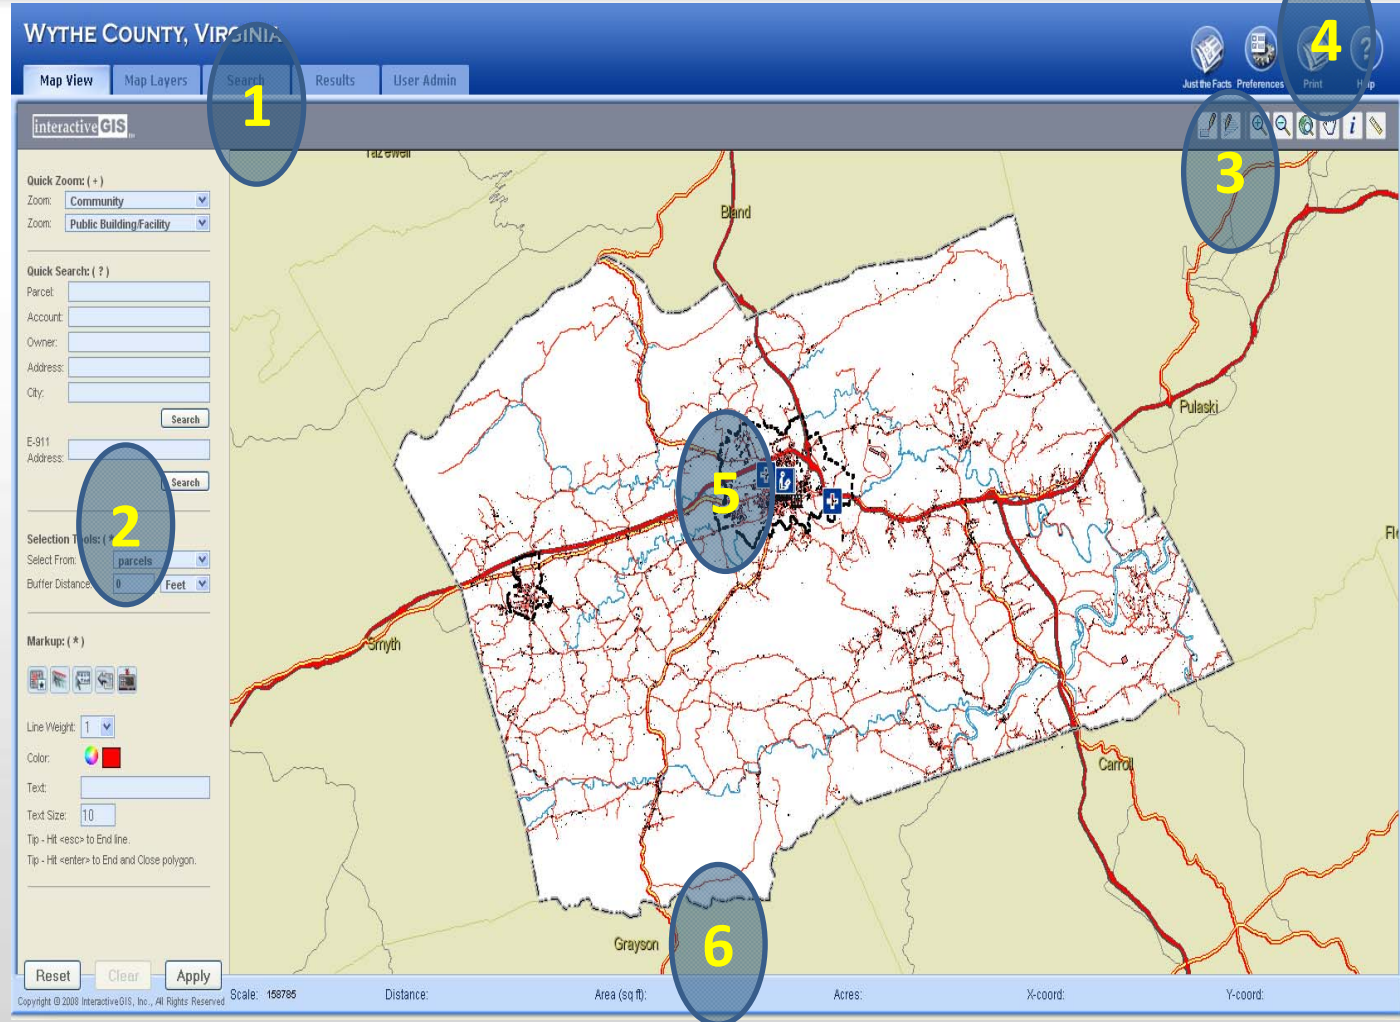 WYTHE COUNTY, VIRGINIA
4
Just the Facts Preferences Print Help
Map View Map Layers Search Results User Admin
1
interactiveGIS
3
Tazewell
Quick Zoom: ( + )
Zoom: Community
Zoom: Public Building/Facility
Bland
Quick Search: ( ? )
Parcel:
Account:
Owner:
Address:
City:
Search
Pulaski
E-911
Address:
Search
5
2
Selection Tools: ( *
Select From: parcels
Buffer Distance 0 Feet
Markup: ( * )
Smyth
Line Weight: 1
Color:
Carroll
Text:
Text Size: 10
Tip - Hit <esc> to End line.
Tip - Hit <enter> to End and Close polygon.
Grayson
6
Reset Clear Apply
Copyright @ 2008 InteractiveGIS, Inc., All Rights Reserved
Scale: 158785 Distance: Area (sq ft): Acres: X-coord: Y-coord: